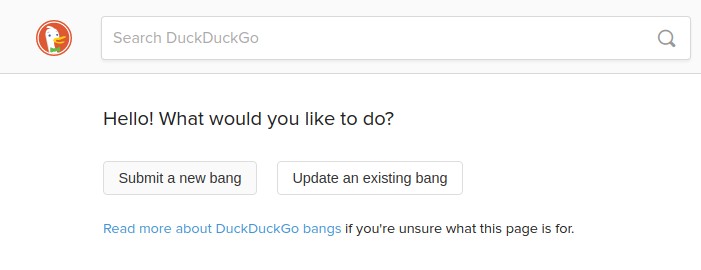 Search DuckDuckGo
Hello! What would you like to do?
Submit a new bang
Update an existing bang
Read more about DuckDuckGo bangs if you're unsure what this page is for.